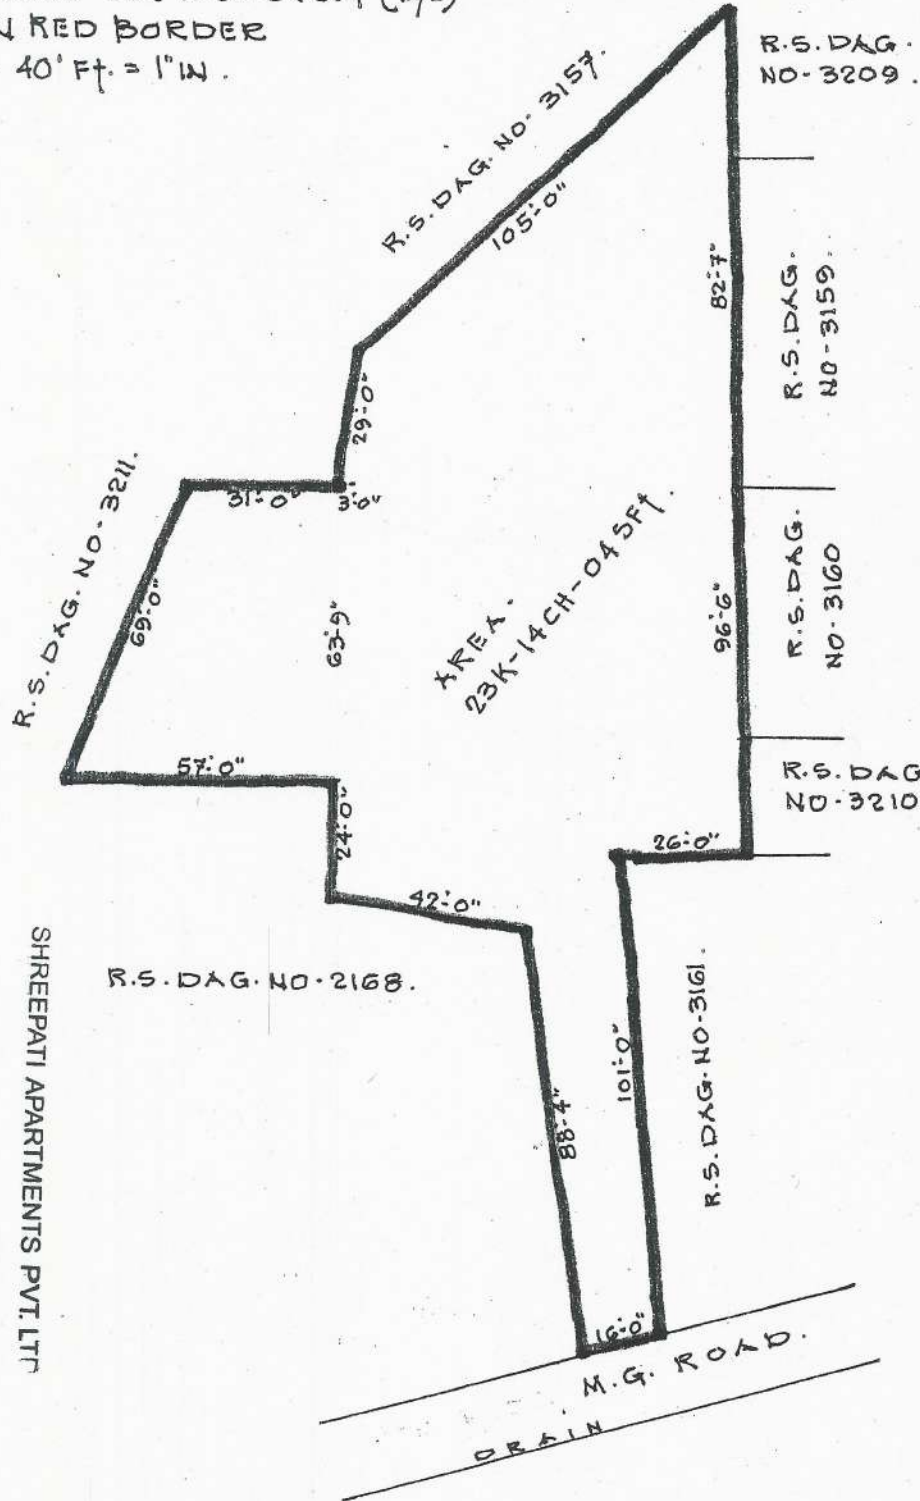 N RED BORDER
40' Ft. = 1" IN.
R.S. DAG.
NO-3209.
R.S. DAG. NO-3157.
105'-0"
82'-7"
R.S. DAG.
NO-3159.
29'-0"
31'-0"
3'-0"
R.S. DAG. NO-3211.
69'-0"
63'-9"
AREA.
23K-14CH-04 SFt.
96'-6"
R.S. DAG.
NO-3160
57'-0"
24'-0"
R.S. DAG
NO-3210
26'-0"
42'-0"
R.S. DAG. NO-2168.
SHREEPATI APARTMENTS PVT. LTD
88'-4"
101'-0"
R.S. DAG. NO-3161.
16'-0"
M.G. ROAD.
DRAIN